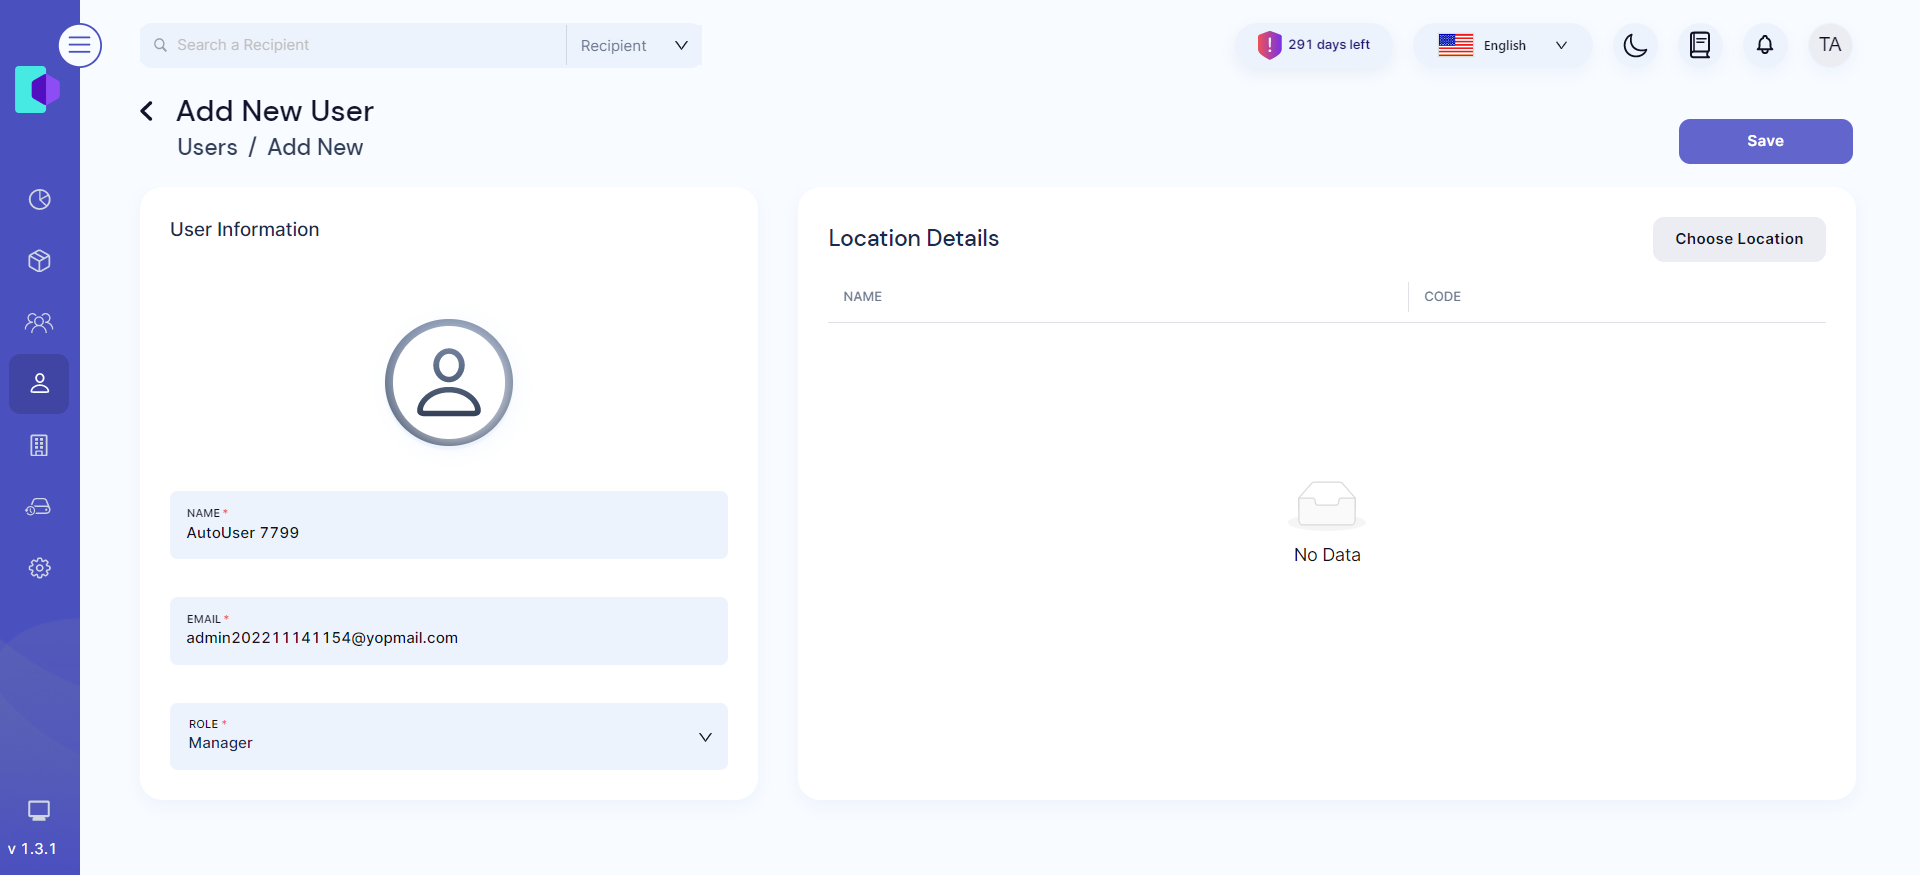 Search a Recipient
Recipient
291 days left
English
TA
Add New User
Users / Add New
Save
User Information
NAME *
AutoUser 7799
EMAIL *
admin202211141154@yopmail.com
ROLE *
Manager
Location Details
Choose Location
NAME
CODE
No Data
v 1.3.1